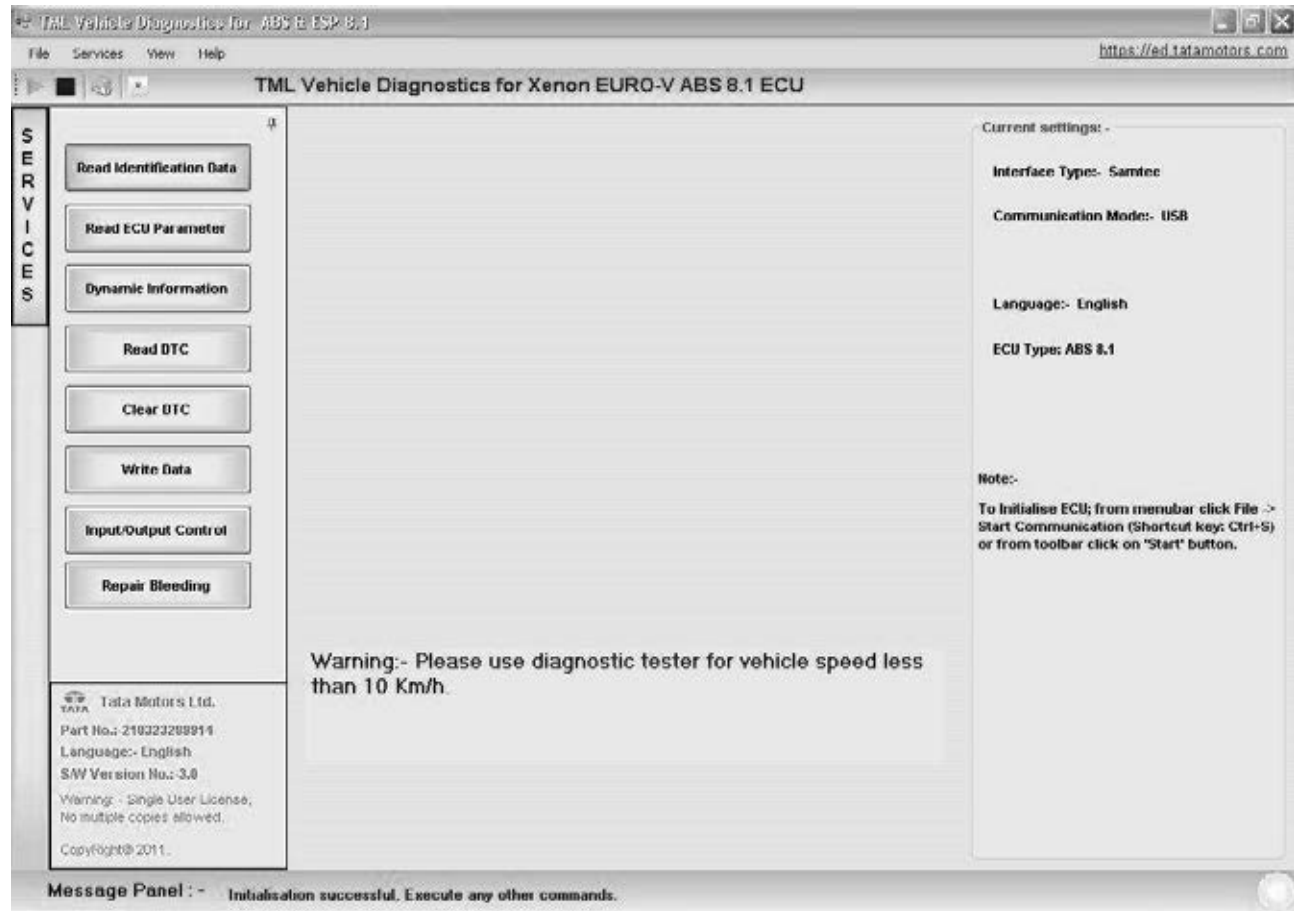 TML Vehicle Diagnostics for ABS & ESP 8.1
File Services View Help
https://ed.tatamotors.com
TML Vehicle Diagnostics for Xenon EURO-V ABS 8.1 ECU
SERVICES
Read Identification Data
Read ECU Parameter
Dynamic Information
Read DTC
Clear DTC
Write Data
Input/Output Control
Repair Bleeding
TATA
Tata Motors Ltd.
Part No.:
Language:- English
S/W Version No.:-3.0
Warning: - Single User License,
No multiple copies allowed.
CopyRight@ 2011.
Warning:- Please use diagnostic tester for vehicle speed less
than 10 Km/h.
Current settings: -
Interface Type:- Samtec
Communication Mode:- USB
Language:- English
ECU Type: ABS 8.1
Note:-
To Initialise ECU; from menubar click File ->
Start Communication (Shortcut key: Ctrl+S)
or from toolbar click on 'Start' button.
Message Panel : - Initialisation successful. Execute any other commands.